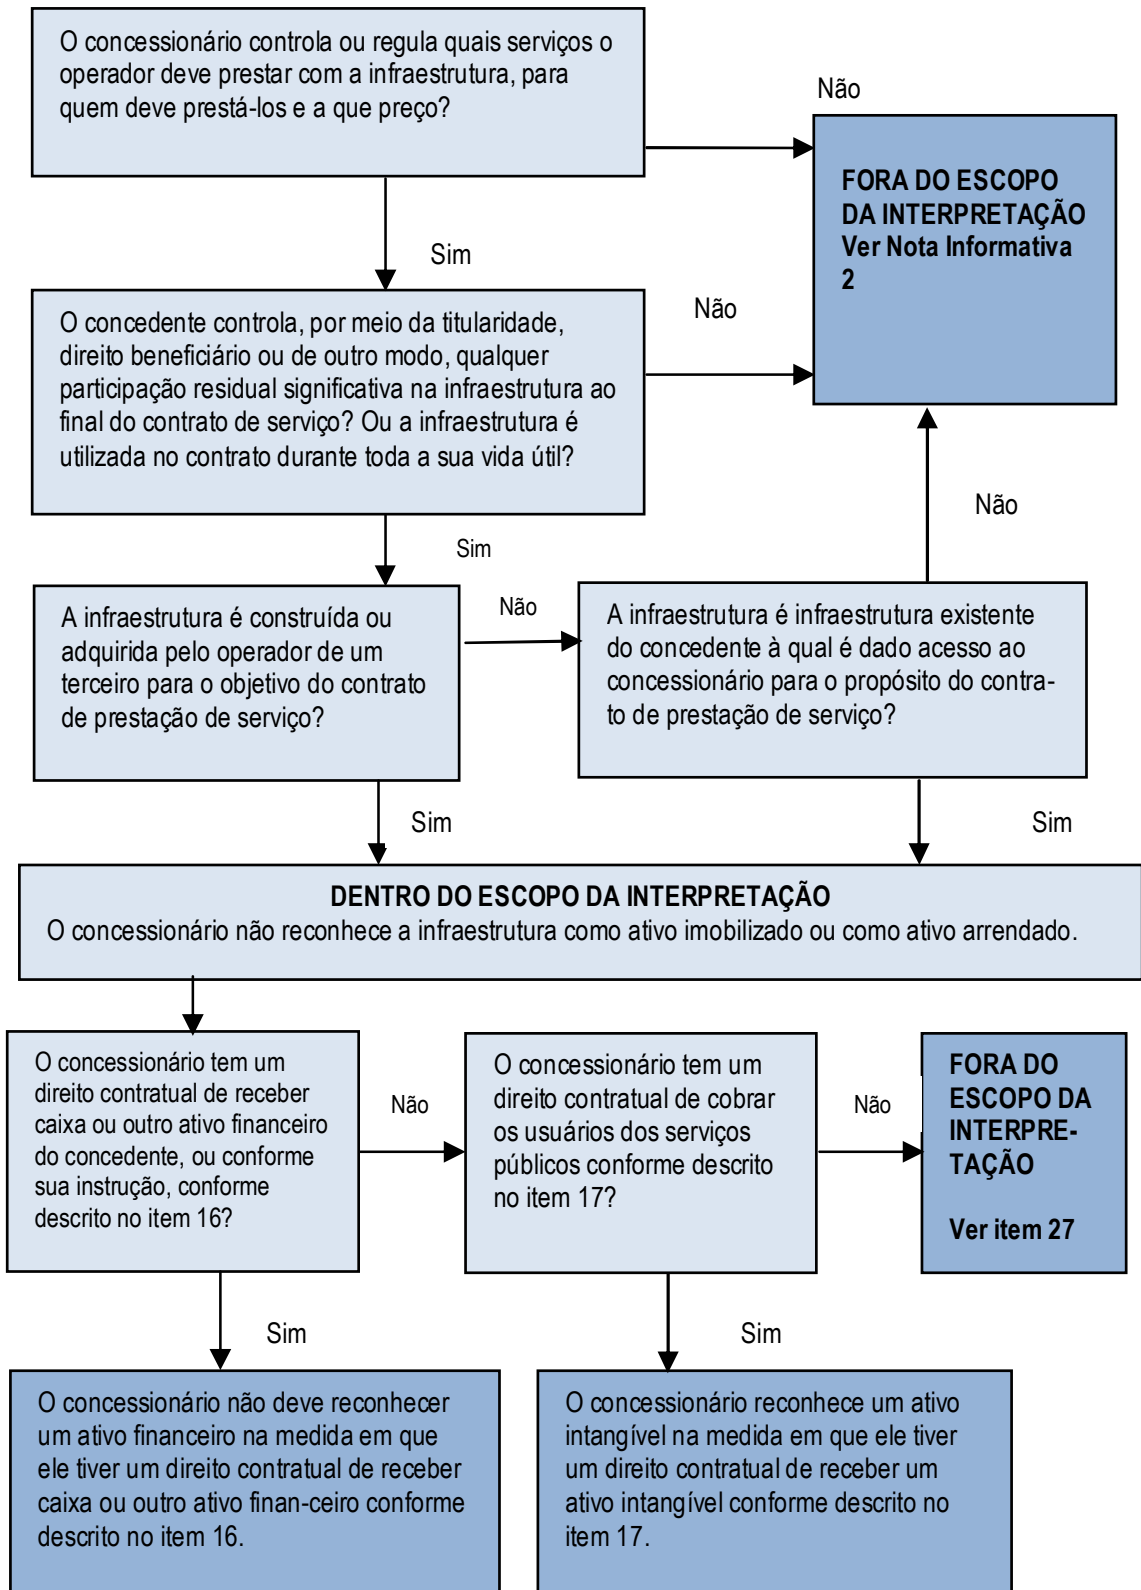 O concessionário controla ou regula quais serviços o
operador deve prestar com a infraestrutura, para
quem deve prestá-los e a que preço?
Não
FORA DO ESCOPO
DA INTERPRETAÇÃO
Ver Nota Informativa
2
Sim
O concedente controla, por meio da titularidade,
direito beneficiário ou de outro modo, qualquer
participação residual significativa na infraestrutura ao
final do contrato de serviço? Ou a infraestrutura é
utilizada no contrato durante toda a sua vida útil?
Não
Não
Sim
A infraestrutura é construída ou
adquirida pelo operador de um
terceiro para o objetivo do contrato
de prestação de serviço?
Não
A infraestrutura é infraestrutura existente
do concedente à qual é dado acesso ao
concessionário para o propósito do contra-
to de prestação de serviço?
Sim
Sim
DENTRO DO ESCOPO DA INTERPRETAÇÃO
O concessionário não reconhece a infraestrutura como ativo imobilizado ou como ativo arrendado.
O concessionário tem um
direito contratual de receber
caixa ou outro ativo financeiro
do concedente, ou conforme
sua instrução, conforme
descrito no item 16?
Não
O concessionário tem um
direito contratual de cobrar
os usuários dos serviços
públicos conforme descrito
no item 17?
Não
FORA DO
ESCOPO DA
INTERPRE-
TAÇÃO
Ver item 27
Sim
Sim
O concessionário não deve reconhecer
um ativo financeiro na medida em que
ele tiver um direito contratual de receber
caixa ou outro ativo finan-ceiro conforme
descrito no item 16.
O concessionário reconhece um ativo
intangível na medida em que ele tiver
um direito contratual de receber um
ativo intangível conforme descrito no
item 17.